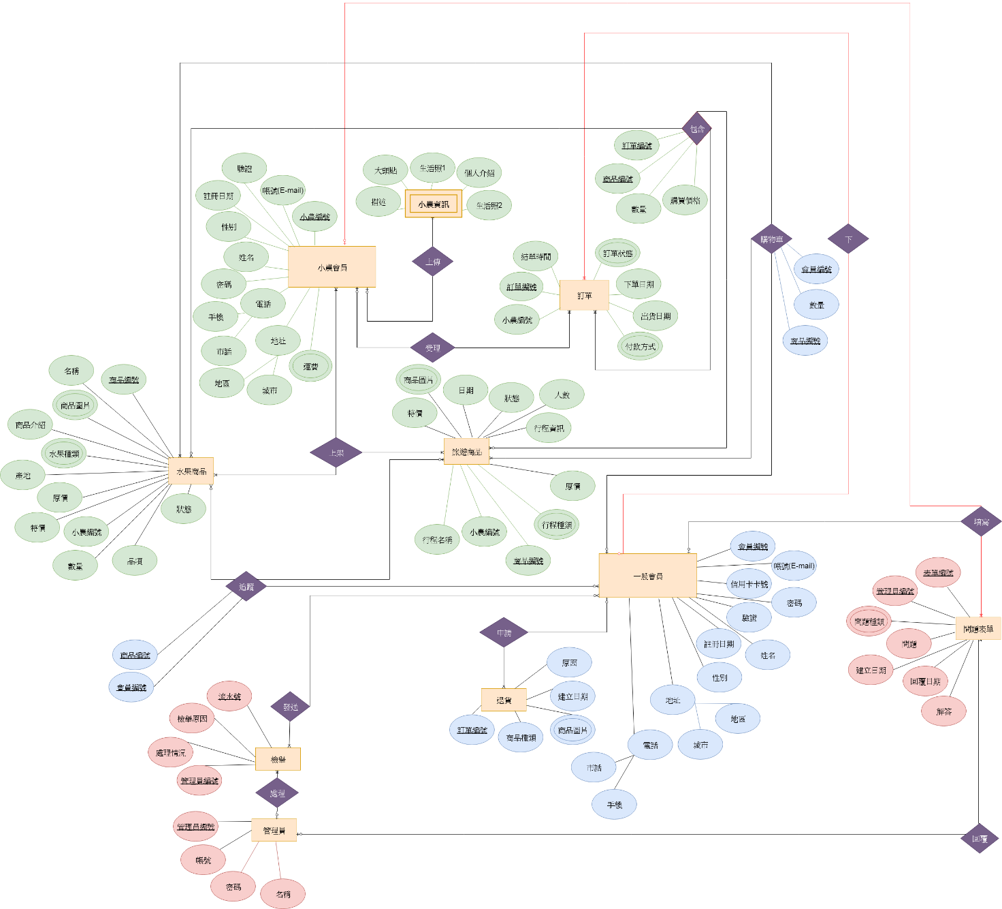 包含
驗證
大頭貼
生活照1
個人介紹
訂單編號
註冊日期
帳號(E-mail)
小農編號
描述
小農資訊
生活照2
商品編號
購買價格
數量
性別
姓名
小農會員
上傳
結單時間
訂單狀態
購物車
下
會員編號
密碼
電話
訂單編號
訂單
下單日期
數量
手機
小農編號
出貨日期
商品編號
市話
地址
受理
付款方式
運費
名稱
商品編號
地區
城市
商品圖片
日期
狀態
人數
商品圖片
特價
行程資訊
商品介紹
水果種類
上架
旅遊商品
產地
水果商品
原價
原價
狀態
特價
小農編號
行程名稱
小農編號
行程種類
填寫
數量
品項
商品編號
會員編號
帳號(E-mail)
表單編號
追蹤
一般會員
信用卡卡號
管理員編號
密碼
問題種類
驗證
問題表單
申請
註冊日期
問題
商品編號
原因
姓名
建立日期
回覆日期
會員編號
性別
流水號
退貨
建立日期
地址
解答
發送
地區
檢舉原因
訂單編號
商品種類
商品圖片
處理情況
電話
城市
檢舉
市話
管理員編號
處理
手機
管理員編號
管理員
回覆
帳號
密碼
名稱